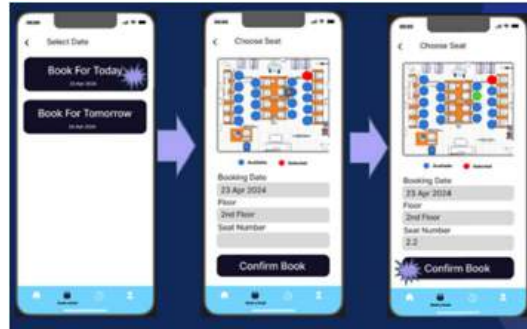 Select Date
Book For Today
23 Apr 2024
Book For Tomorrow
24 Apr 2024
Choose Seat
Available
Selected
Booking Date
23 Apr 2024
Floor
2nd Floor
Seat Number
Confirm Book
Choose Seat
Available
Selected
Booking Date
23 Apr 2024
Floor
2nd Floor
Seat Number
2.2
Confirm Book